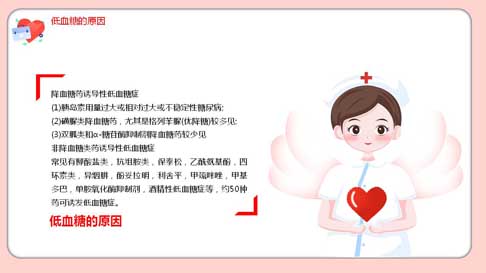 低血糖的原因
降血糖药诱导性低血糖症
(1)胰岛素用量过大或相对过大或不稳定性糖尿病;
(2)磺脲类降血糖药，尤其是格列苯脲(优降糖)较多见;
(3)双胍类和α-糖苷酶抑制剂降血糖药较少见
非降血糖类药诱导性低血糖症
常见有柳酸盐类，抗组胺类，保泰松，乙酰氨基酚，四
环素类，异烟肼，酚妥拉明，利舍平，甲巯咪唑，甲基
多巴，单胺氧化酶抑制剂，酒精性低血糖症等，约50种
药可诱发低血糖症。
低血糖的原因